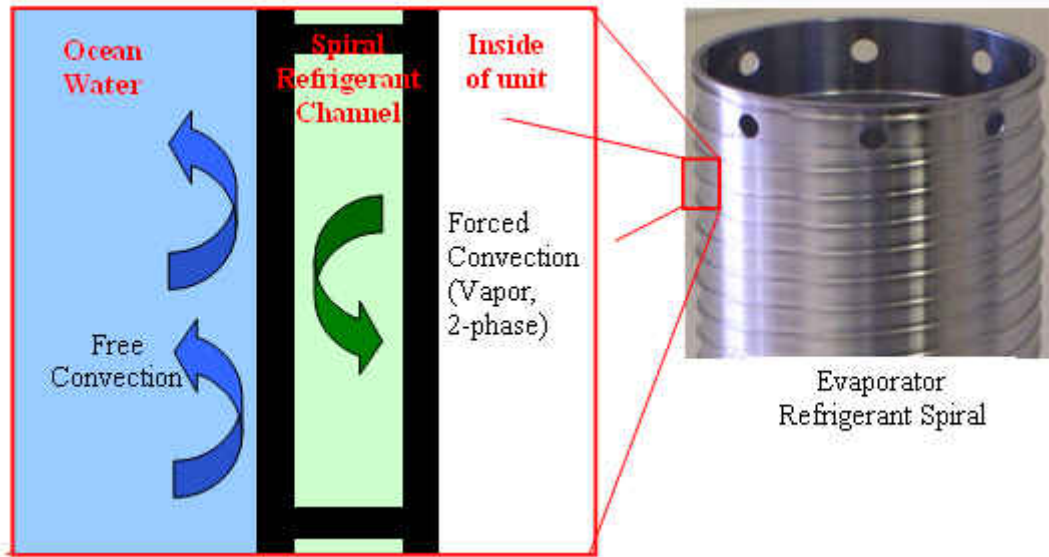 Ocean
Water
Spiral
Refrigerant
Channel
Inside
of unit
Free
Convection
Forced
Convection
(Vapor,
2-phase)
Evaporator
Refrigerant Spiral